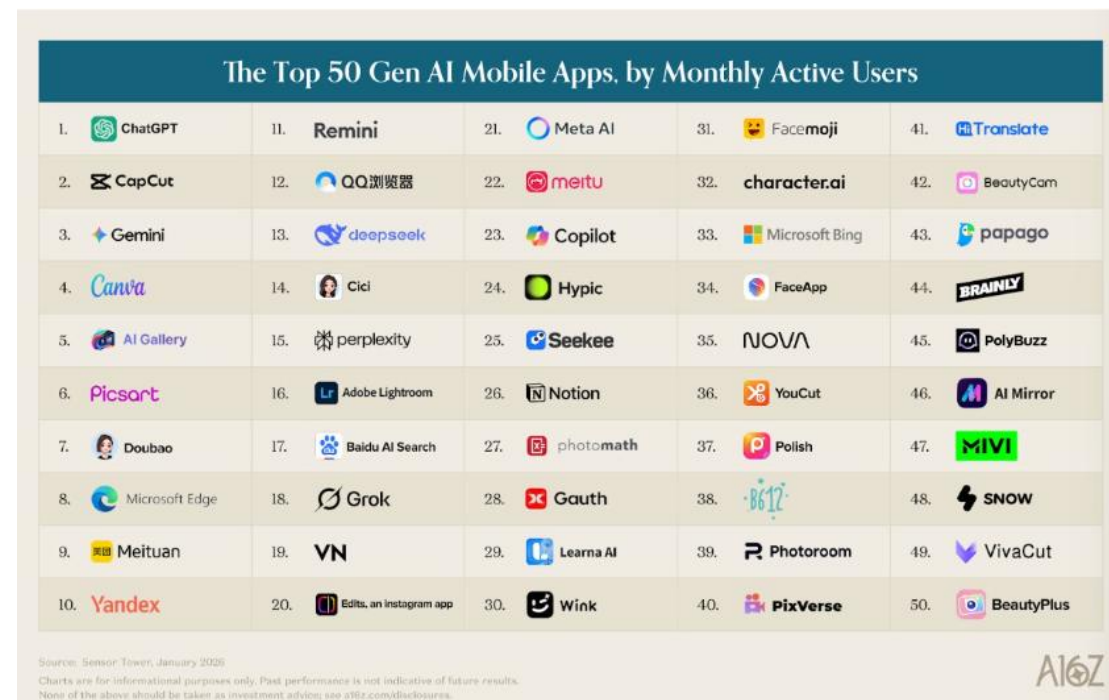 The Top 50 Gen AI Mobile Apps, by Monthly Active Users
1. ChatGPT
2. CapCut
3. Gemini
4. Canva
5. AI Gallery
6. Picsart
7. Doubao
8. Microsoft Edge
9. 美团 Meituan
10. Yandex
11. Remini
12. QQ浏览器
13. deepseek
14. Cici
15. perplexity
16. Lr Adobe Lightroom
17. Baidu AI Search
18. Grok
19. VN
20. Edits, an instagram app
21. Meta AI
22. meitu
23. Copilot
24. Hypic
25. Seekee
26. Notion
27. photomath
28. Gauth
29. Learna AI
30. Wink
31. Facemoji
32. character.ai
33. Microsoft Bing
34. FaceApp
35. NOVA
36. YouCut
37. Polish
38. B612
39. Photoroom
40. PixVerse
41. Hi Translate
42. BeautyCam
43. papago
44. BRAINLY
45. PolyBuzz
46. AI Mirror
47. MIVI
48. SNOW
49. VivaCut
50. BeautyPlus
Source: Sensor Tower, January 2026
Charts are for informational purposes only. Past performance is not indicative of future results.
None of the above should be taken as investment advice; see a16z.com/disclosures.
A16Z